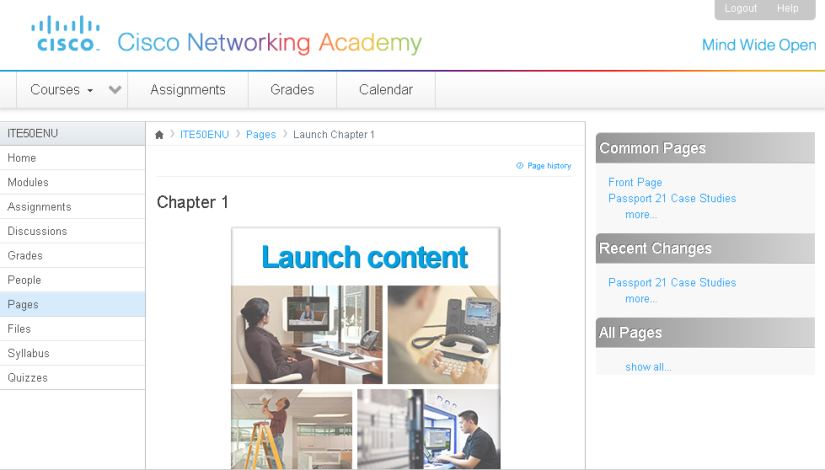 Logout Help
CISCO. Cisco Networking Academy
Mind Wide Open
Courses Assignments Grades Calendar
ITE50ENU
Home
Modules
Assignments
Discussions
Grades
People
Pages
Files
Syllabus
Quizzes
ITE50ENU Pages Launch Chapter 1
Page history
Chapter 1
Launch content
Common Pages
Front Page
Passport 21 Case Studies
more...
Recent Changes
Passport 21 Case Studies
more...
All Pages
show all...